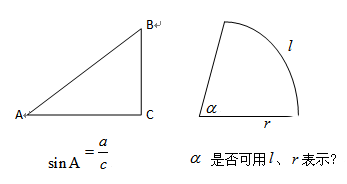 B↵
l
A↵
C
α
r
sin A = a/c
α 是否可用 l、r 表示?